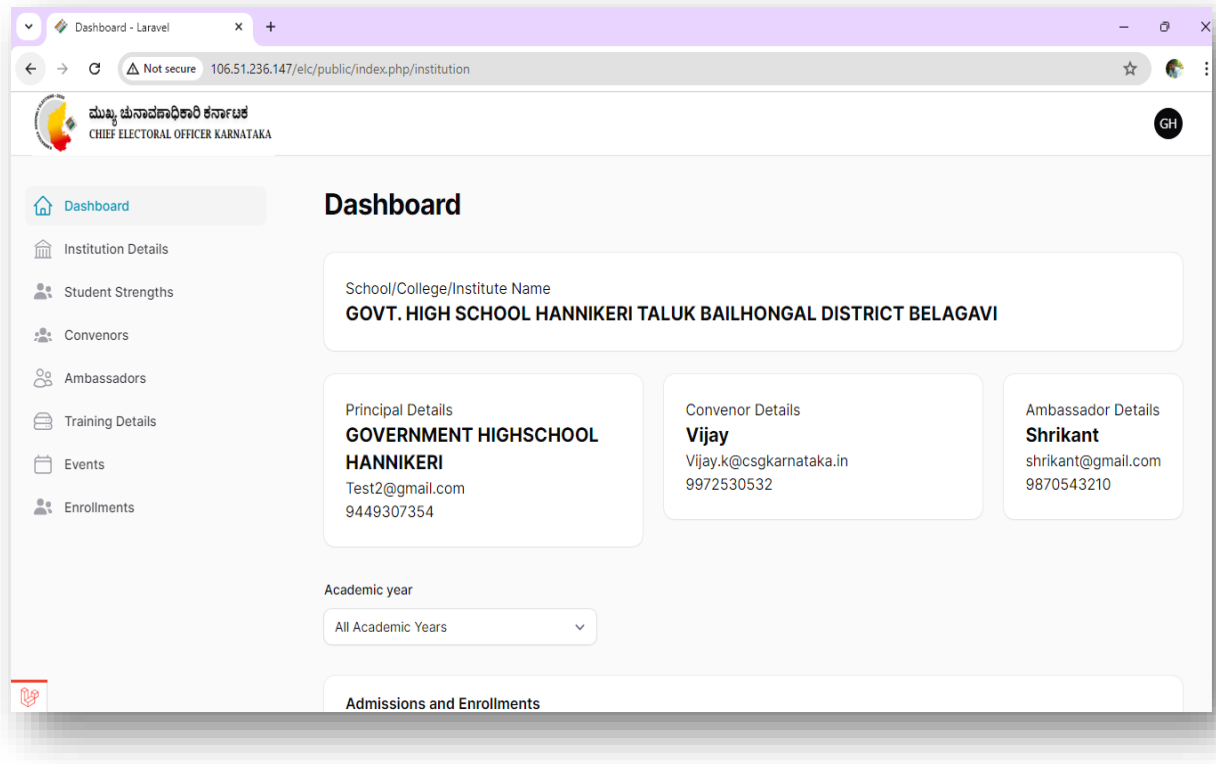 Dashboard - Laravel
Not secure 106.51.236.147/elc/public/index.php/institution
ಮುಖ್ಯ ಚುನಾವಣಾಧಿಕಾರಿ ಕರ್ನಾಟಕ
CHIEF ELECTORAL OFFICER KARNATAKA
GH
Dashboard
Institution Details
Student Strengths
Convenors
Ambassadors
Training Details
Events
Enrollments
Dashboard
School/College/Institute Name
GOVT. HIGH SCHOOL HANNIKERI TALUK BAILHONGAL DISTRICT BELAGAVI
Principal Details
GOVERNMENT HIGHSCHOOL
HANNIKERI
Test2@gmail.com
9449307354
Convenor Details
Vijay
Vijay.k@csgkarnataka.in
9972530532
Ambassador Details
Shrikant
shrikant@gmail.com
9870543210
Academic year
All Academic Years
Admissions and Enrollments